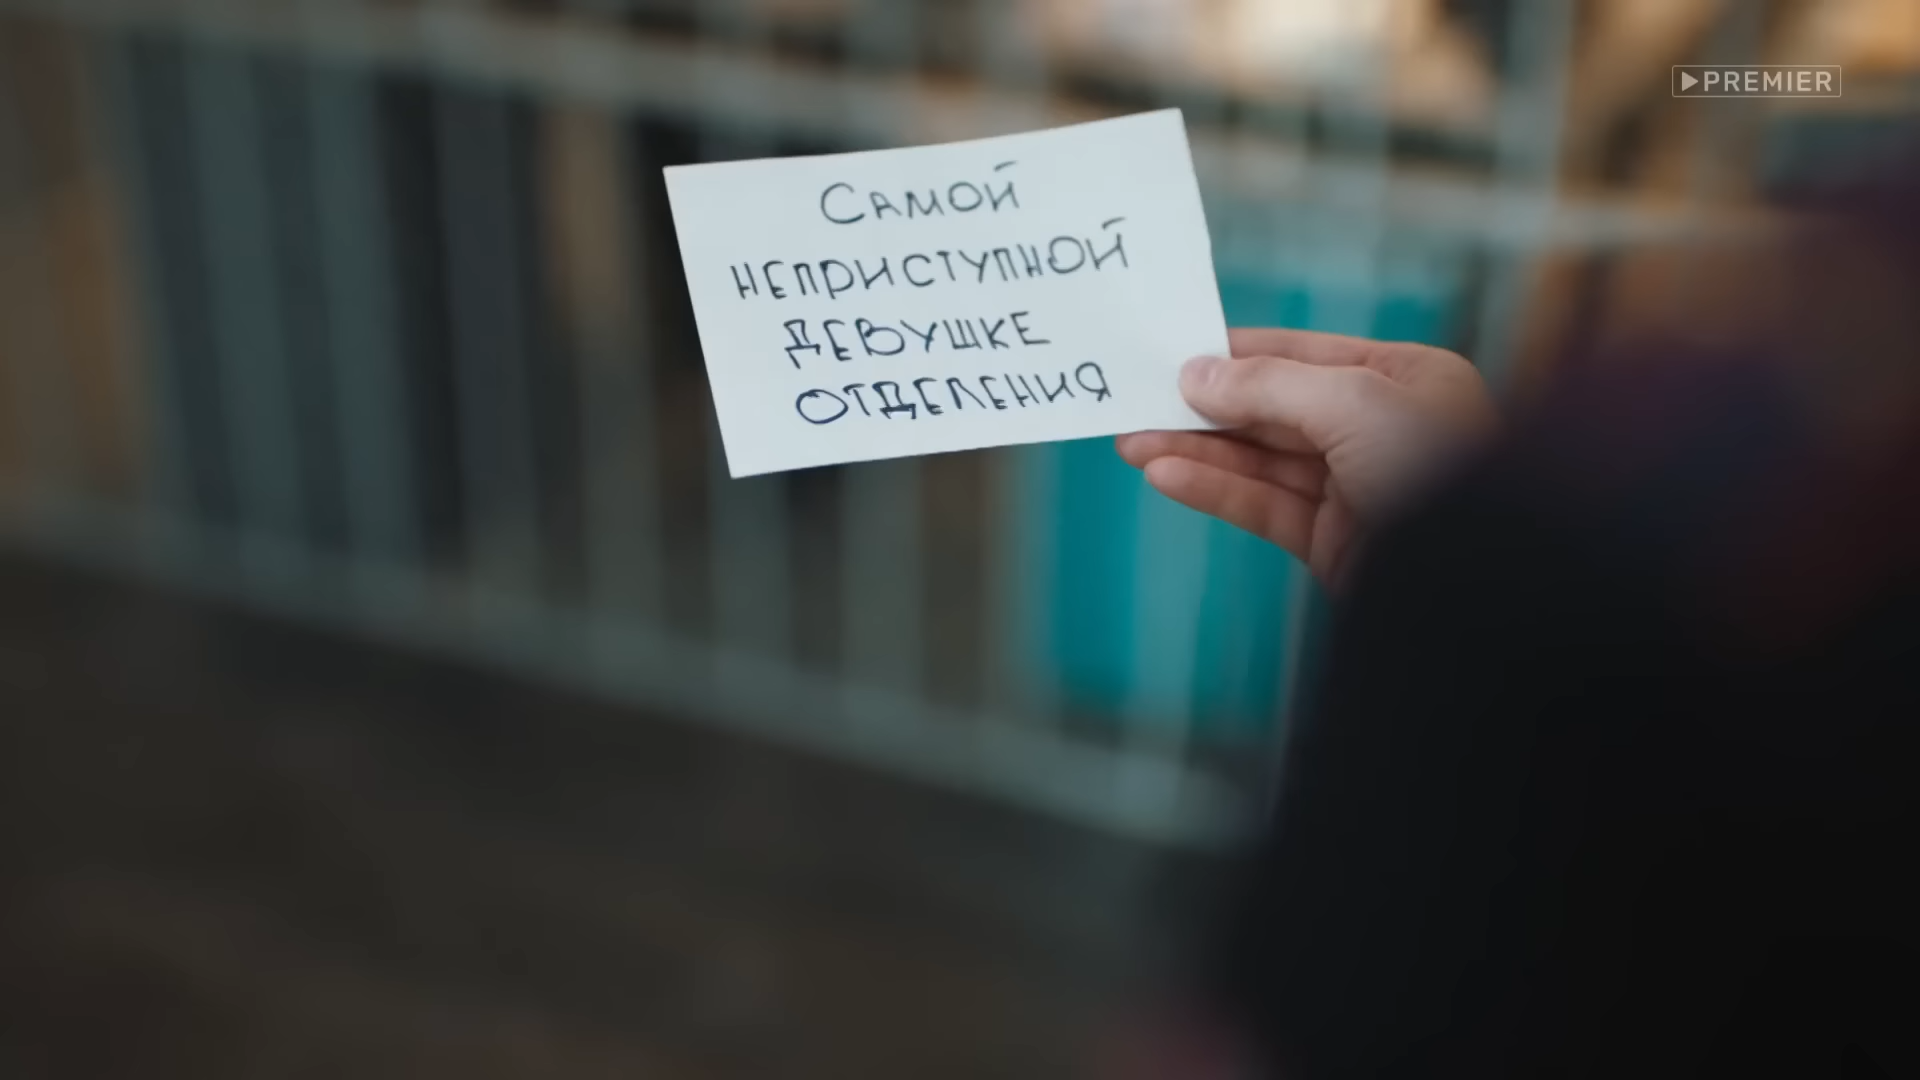 PREMIER
Самой
неприступной
девушке
отделения